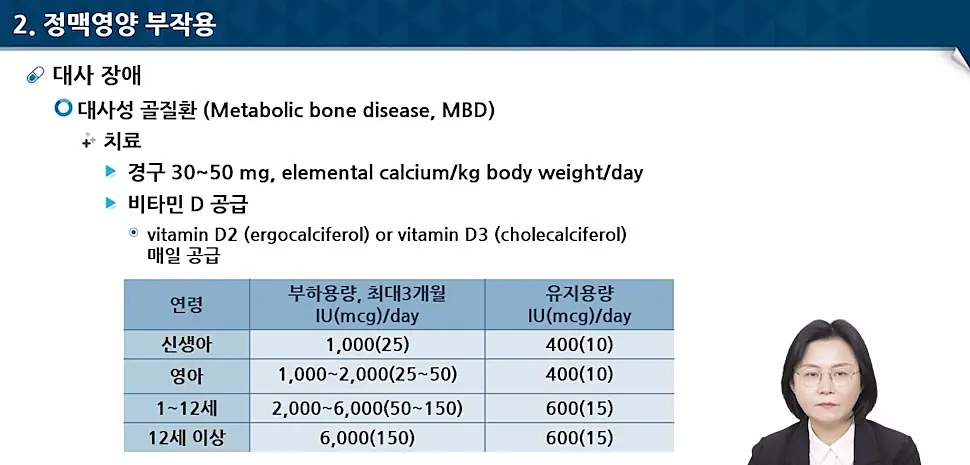 2. 정맥영양 부작용
대사 장애
대사성 골질환 (Metabolic bone disease, MBD)
치료
경구 30~50 mg, elemental calcium/kg body weight/day
비타민 D 공급
vitamin D2 (ergocalciferol) or vitamin D3 (cholecalciferol)
매일 공급
연령 부하용량, 최대3개월 유지용량
IU(mcg)/day IU(mcg)/day
신생아 1,000(25) 400(10)
영아 1,000~2,000(25~50) 400(10)
1~12세 2,000~6,000(50~150) 600(15)
12세 이상 6,000(150) 600(15)